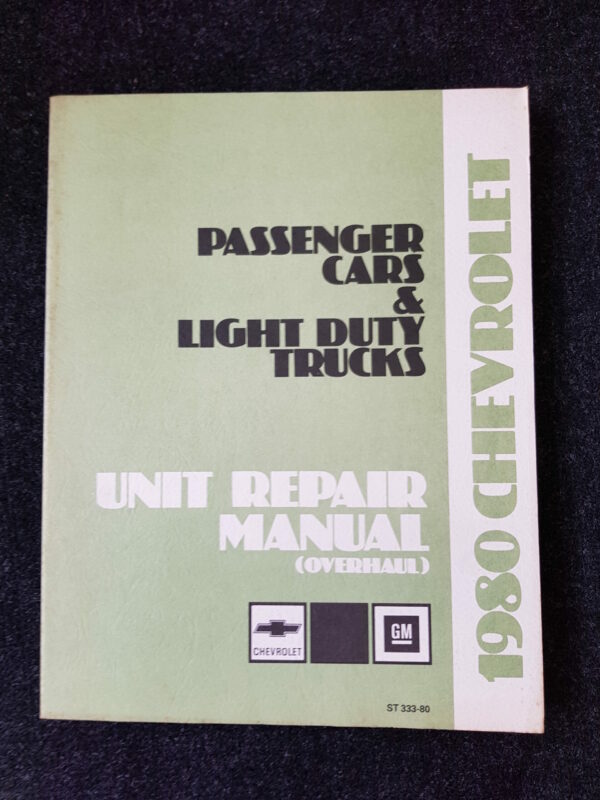 PASSENGER
CARS
&
LIGHT DUTY
TRUCKS
UNIT REPAIR
MANUAL
(OVERHAUL)
CHEVROLET
GM
ST 333-80
1980 CHEVROLET